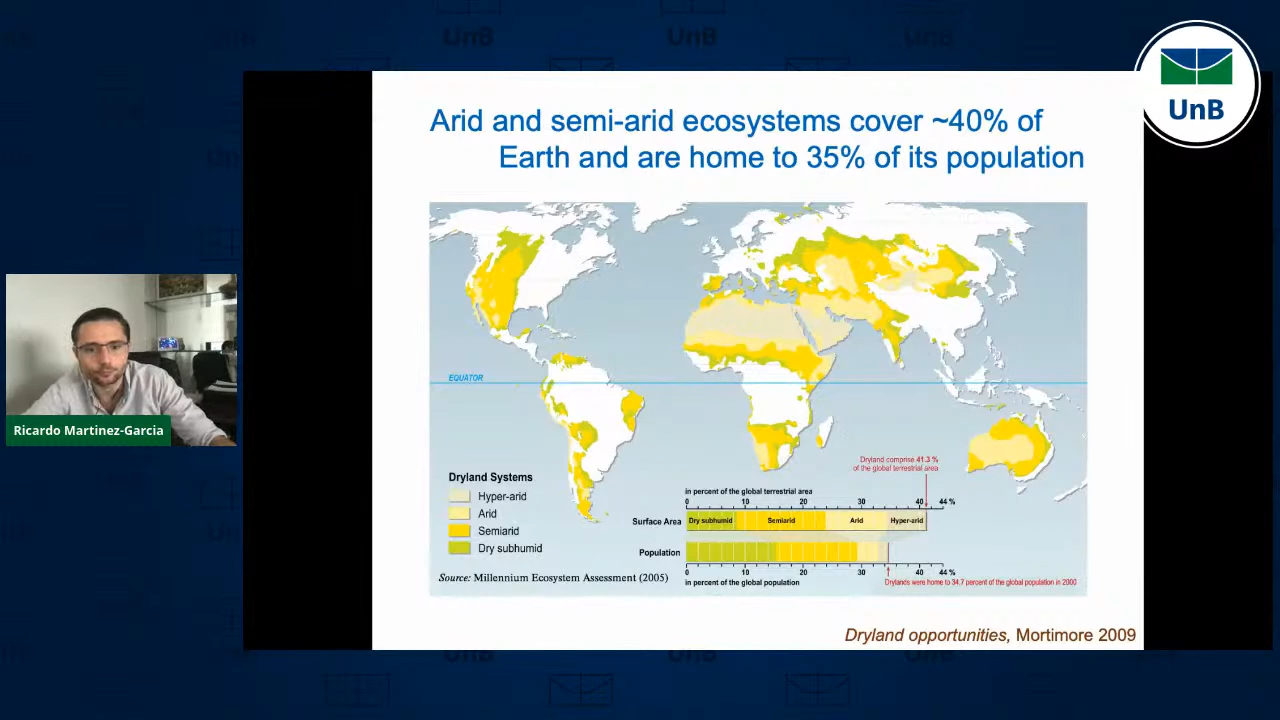 UnB
Arid and semi-arid ecosystems cover ~40% of
Earth and are home to 35% of its population
EQUATOR
Dryland Systems
Hyper-arid
Arid
Semiarid
Dry subhumid
Source: Millennium Ecosystem Assessment (2005)
Dryland comprise 41.3 %
of the global terrestrial area
in percent of the global terrestrial area
0 10 20 30 40 44 %
Surface Area Dry subhumid Semiarid Arid Hyper-arid
Population
0 10 20 30 40 44 %
in percent of the global population
Drylands were home to 34.7 percent of the global population in 2000
Dryland opportunities, Mortimore 2009
Ricardo Martinez-Garcia